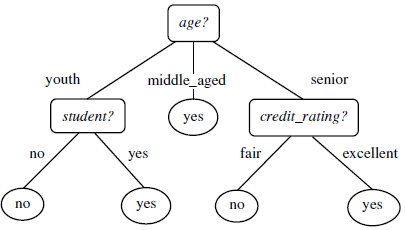 age?
youth
middle_aged
senior
student?
yes
credit_rating?
no
yes
fair
excellent
no
yes
no
yes